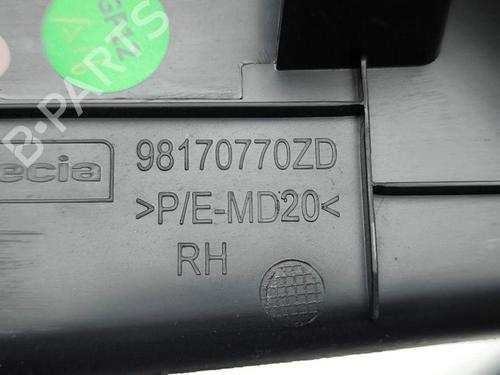 B-PARTS
ecia
98170770ZD
>P/E-MD20<
RH